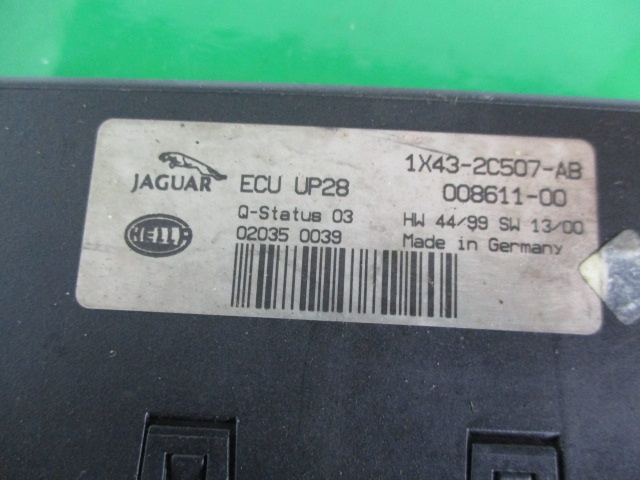 JAGUAR
ECU UP28
1X43-2C507-AB
008611-00
HELLA
Q-Status 03
HW 44/99 SW 13/00
02035 0039
Made in Germany